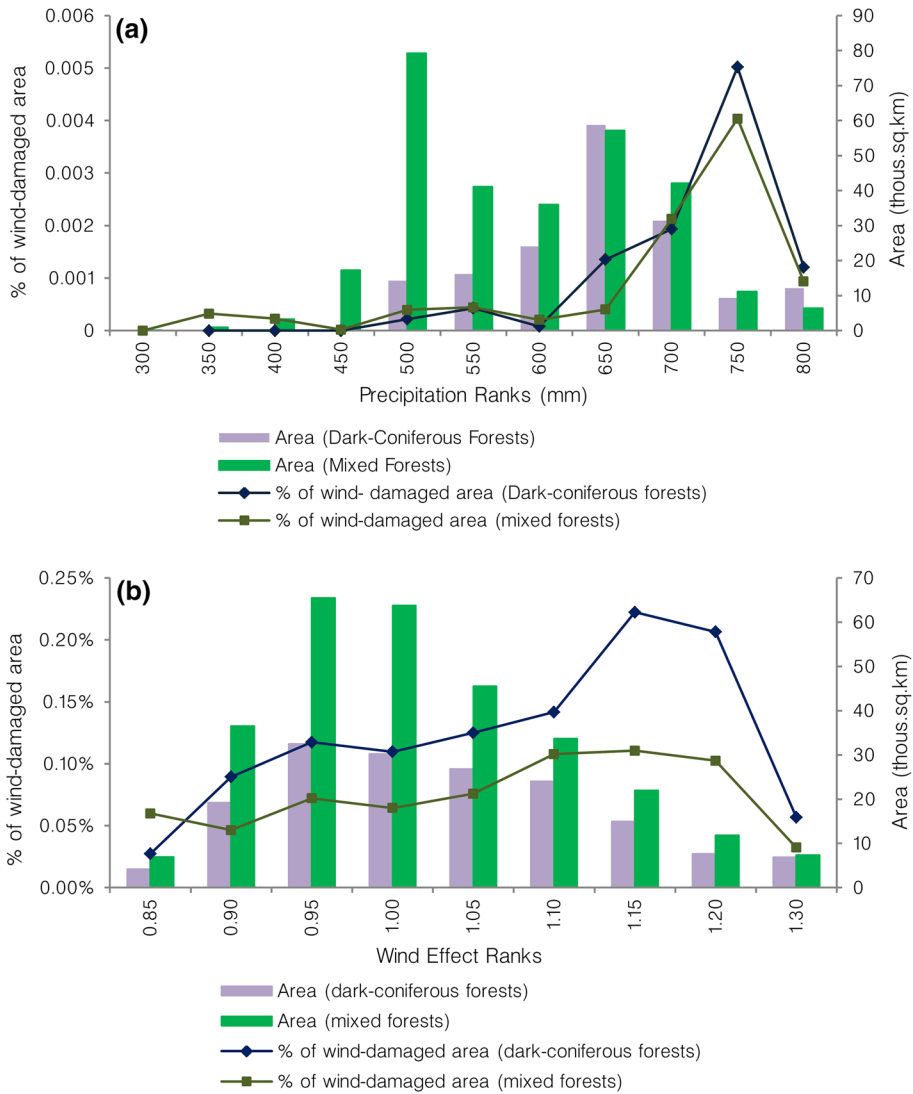 (a)
% of wind-damaged area
0.006
0.005
0.004
0.003
0.002
0.001
0
90
80
70
60
50
40
30
20
10
0
Area (thous.sq.km)
300 350 400 450 500 550 600 650 700 750 800
Precipitation Ranks (mm)
Area (Dark-Coniferous Forests)
Area (Mixed Forests)
% of wind- damaged area (Dark-coniferous forests)
% of wind-damaged area (mixed forests)
(b)
% of wind-damaged area
0.25%
0.20%
0.15%
0.10%
0.05%
0.00%
70
60
50
40
30
20
10
0
Area (thous.sq.km)
0.85 0.90 0.95 1.00 1.05 1.10 1.15 1.20 1.30
Wind Effect Ranks
Area (dark-coniferous forests)
Area (mixed forests)
% of wind-damaged area (dark-coniferous forests)
% of wind-damaged area (mixed forests)